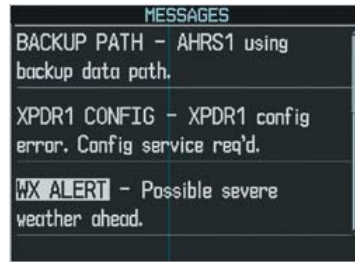 MESSAGES
BACKUP PATH – AHRS1 using
backup data path.
XPDR1 CONFIG – XPDR1 config
error. Config service req'd.
WX ALERT – Possible severe
weather ahead.